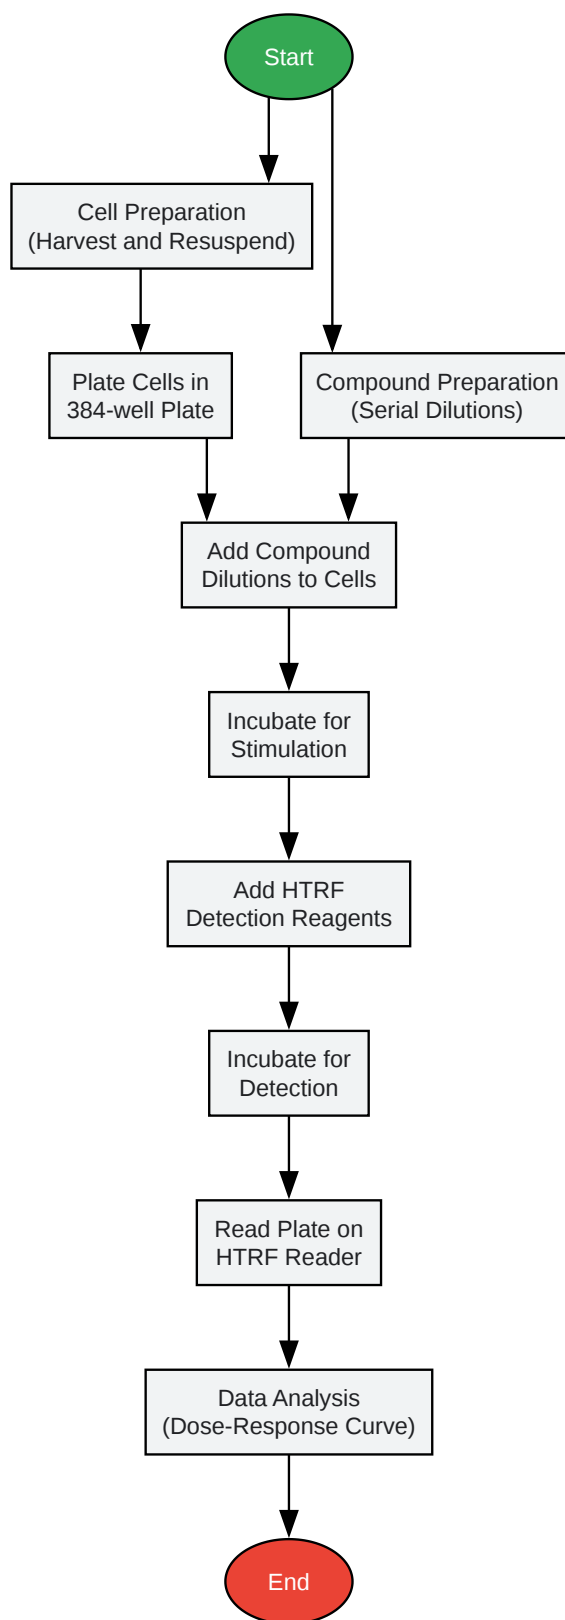 Start
Cell Preparation
(Harvest and Resuspend)
Plate Cells in
384-well Plate
Compound Preparation
(Serial Dilutions)
Add Compound
Dilutions to Cells
Incubate for
Stimulation
Add HTRF
Detection Reagents
Incubate for
Detection
Read Plate on
HTRF Reader
Data Analysis
(Dose-Response Curve)
End